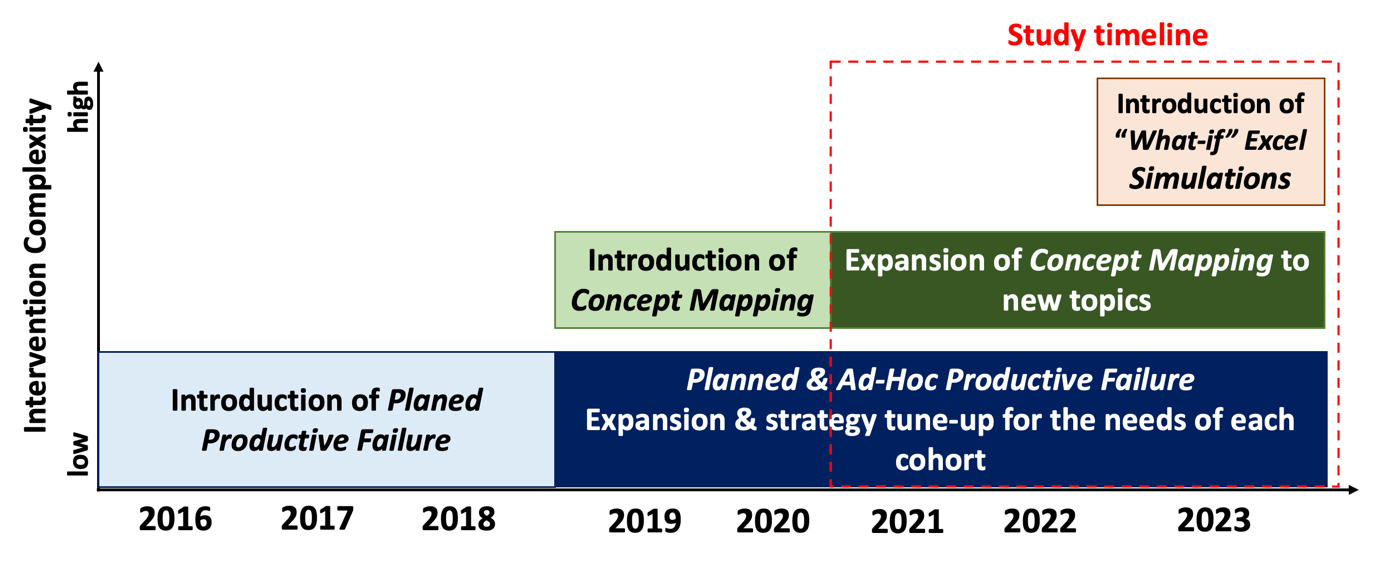 Study timeline
high
Intervention Complexity
low
Introduction of
“What-if” Excel
Simulations
Introduction of
Concept Mapping
Expansion of Concept Mapping to
new topics
Introduction of Planed
Productive Failure
Planned & Ad-Hoc Productive Failure
Expansion & strategy tune-up for the needs of each
cohort
2016 2017 2018 2019 2020 2021 2022 2023